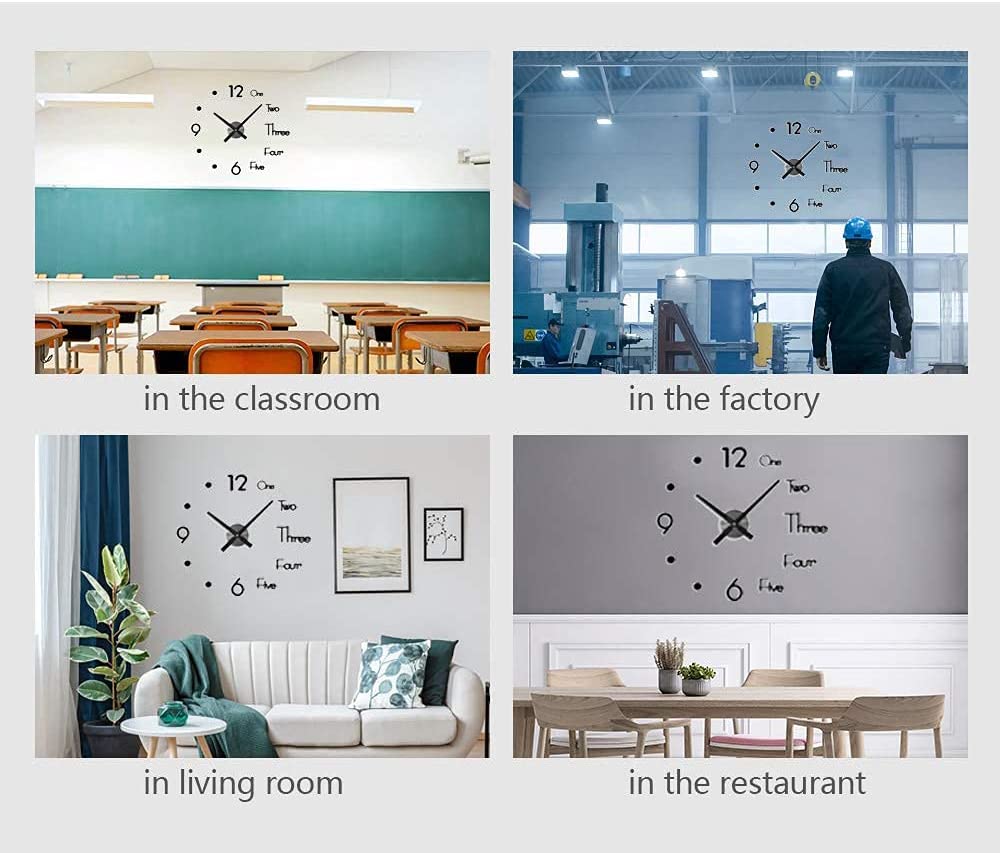 12 One
Two
9 Three
Four
6 Five
in the classroom
12 One
Two
9 Three
Four
6 Five
in the factory
12 One
Two
9 Three
Four
6 Five
in living room
12 One
Two
9 Three
Four
6 Five
in the restaurant